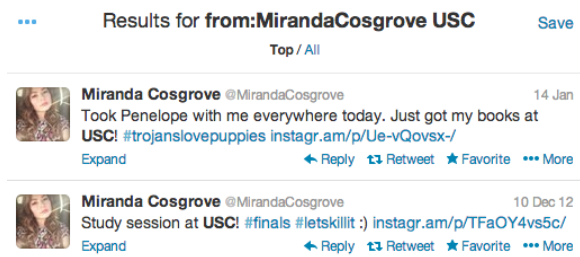 ••• Results for from:MirandaCosgrove USC Save
Top / All
Miranda Cosgrove @MirandaCosgrove 14 Jan
Took Penelope with me everywhere today. Just got my books at
USC! #trojanslovepuppies instagr.am/p/Ue-vQovsx-/
Expand Reply Retweet Favorite ••• More
Miranda Cosgrove @MirandaCosgrove 10 Dec 12
Study session at USC! #finals #letskillit :) instagr.am/p/TFaOY4vs5c/
Expand Reply Retweet Favorite ••• More